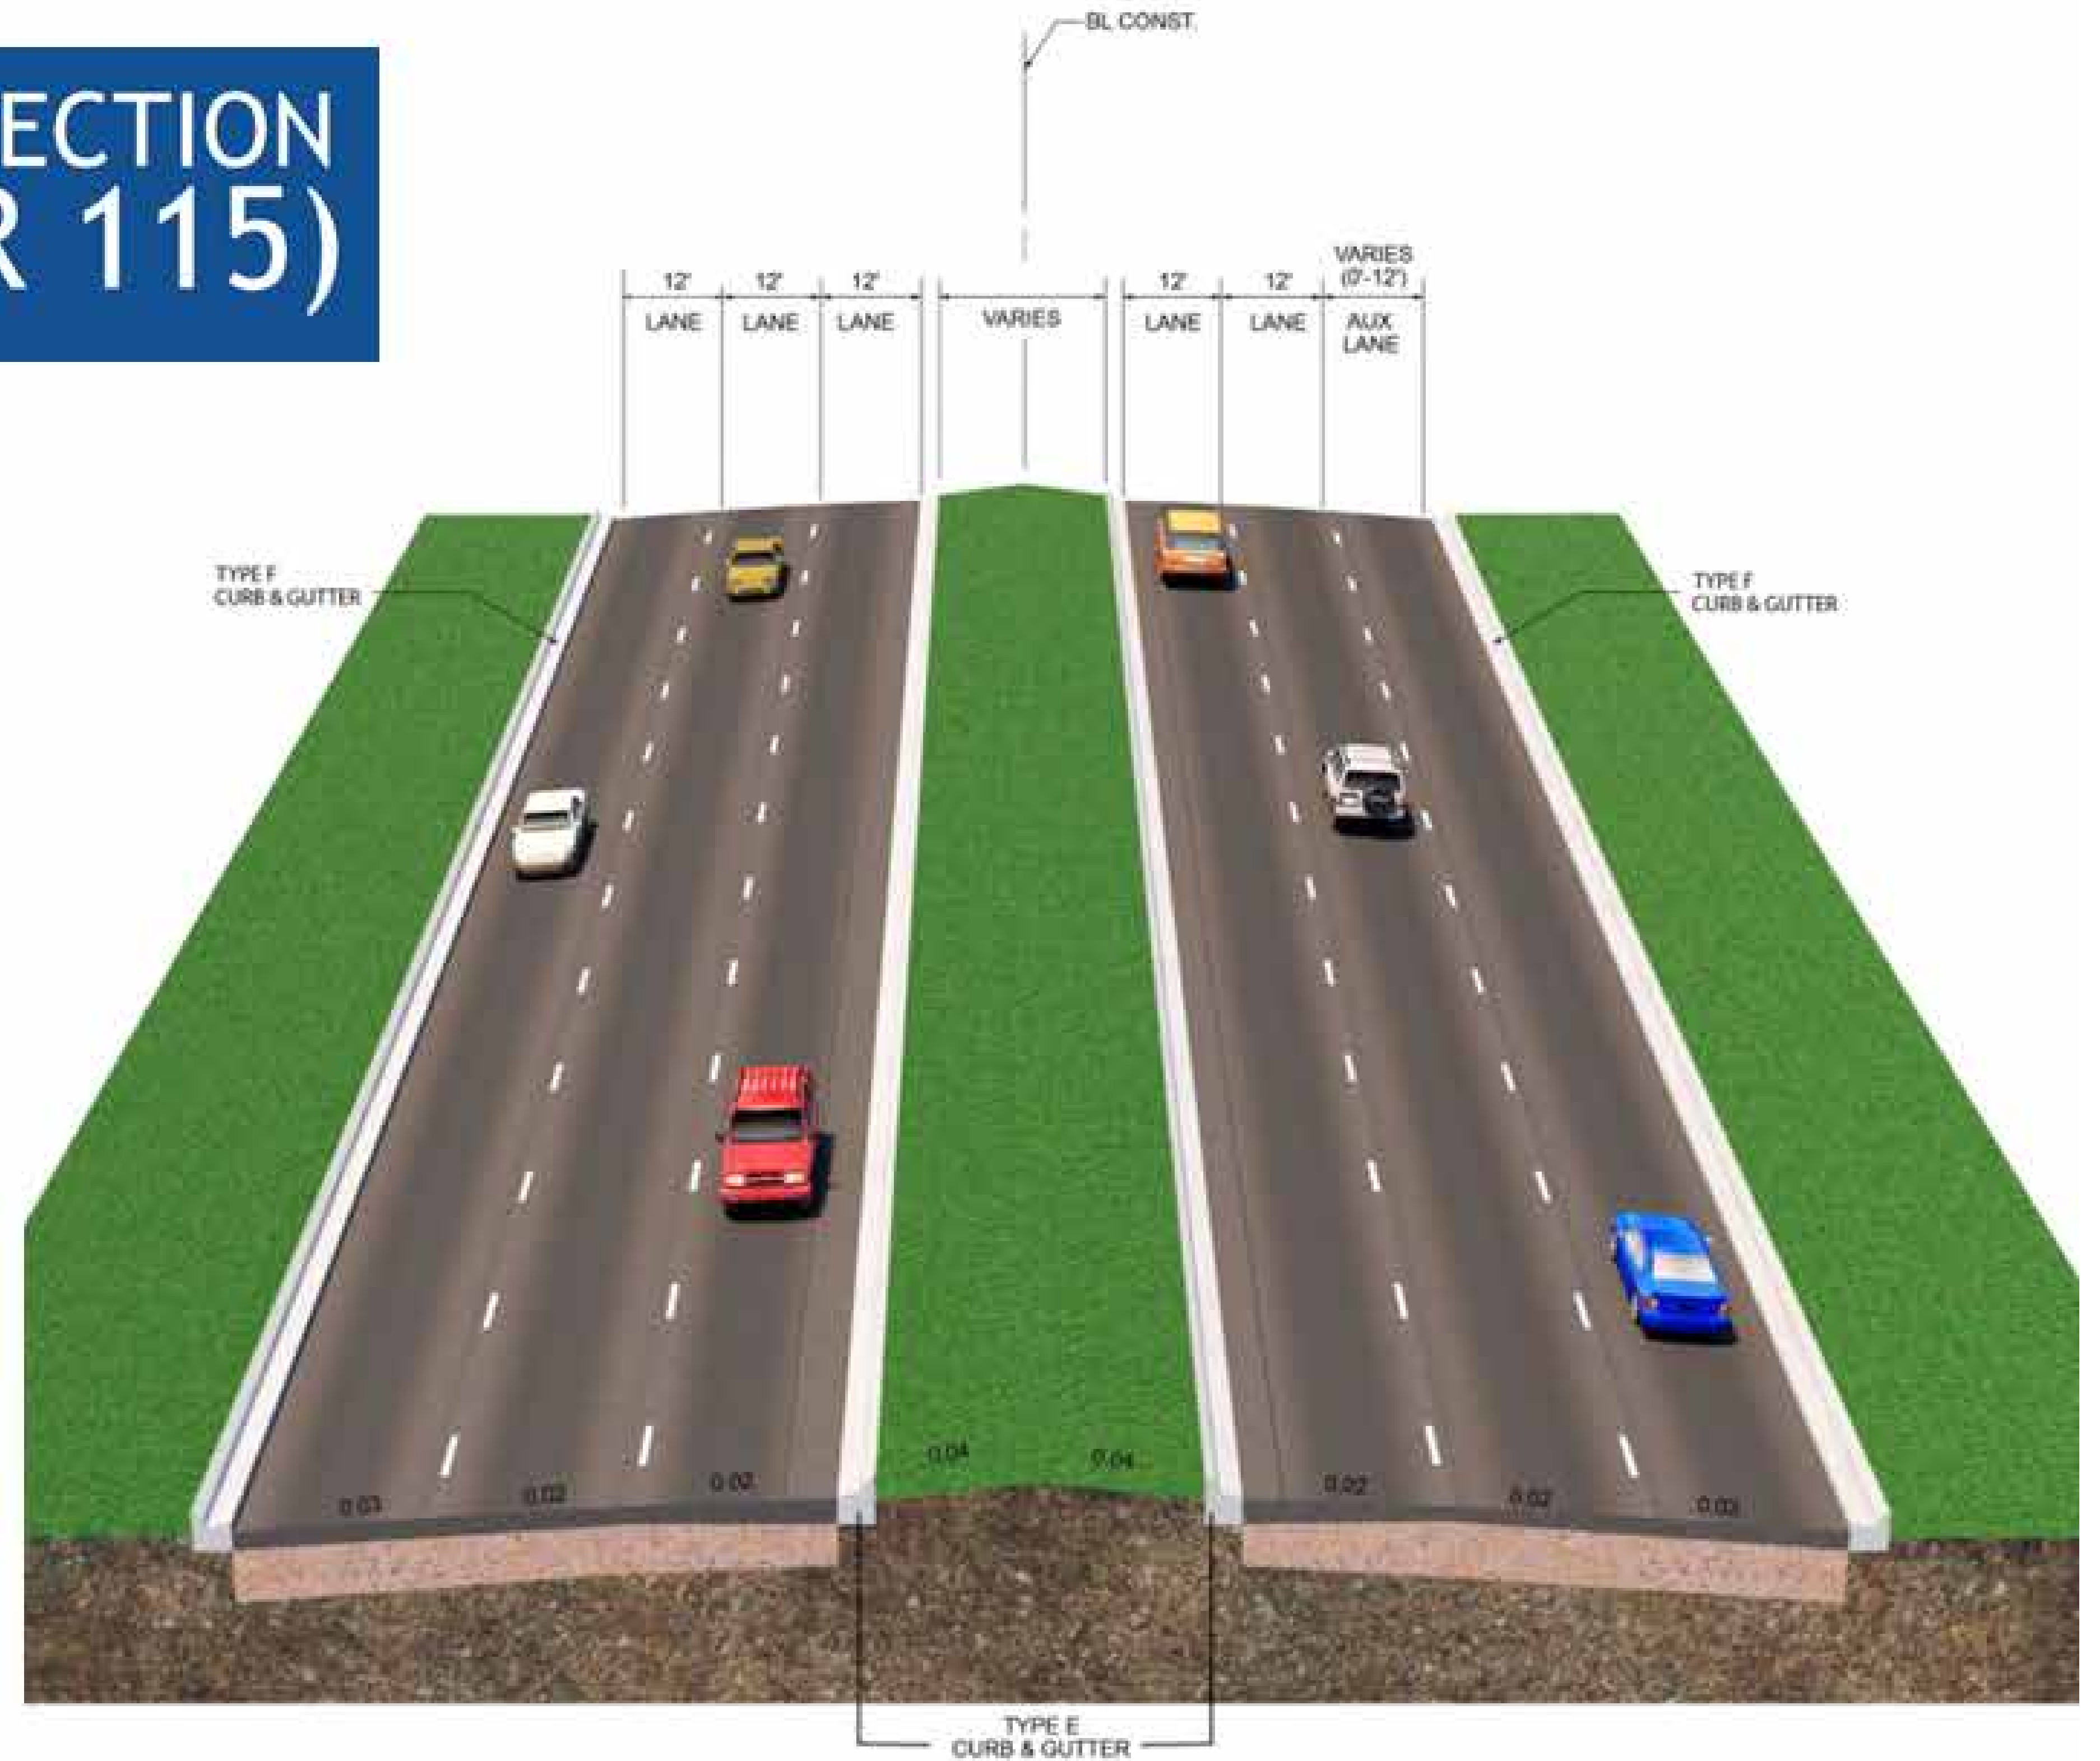 ECTION
R 115)
BL CONST.
12' 12' 12' 12' 12' VARIES
(0'-12')
LANE LANE LANE VARIES LANE LANE AUX
LANE
TYPE F
CURB & GUTTER
TYPE F
CURB & GUTTER
0.03 0.02 0.02 0.04 0.04 0.02 0.02 0.03
TYPE E
CURB & GUTTER